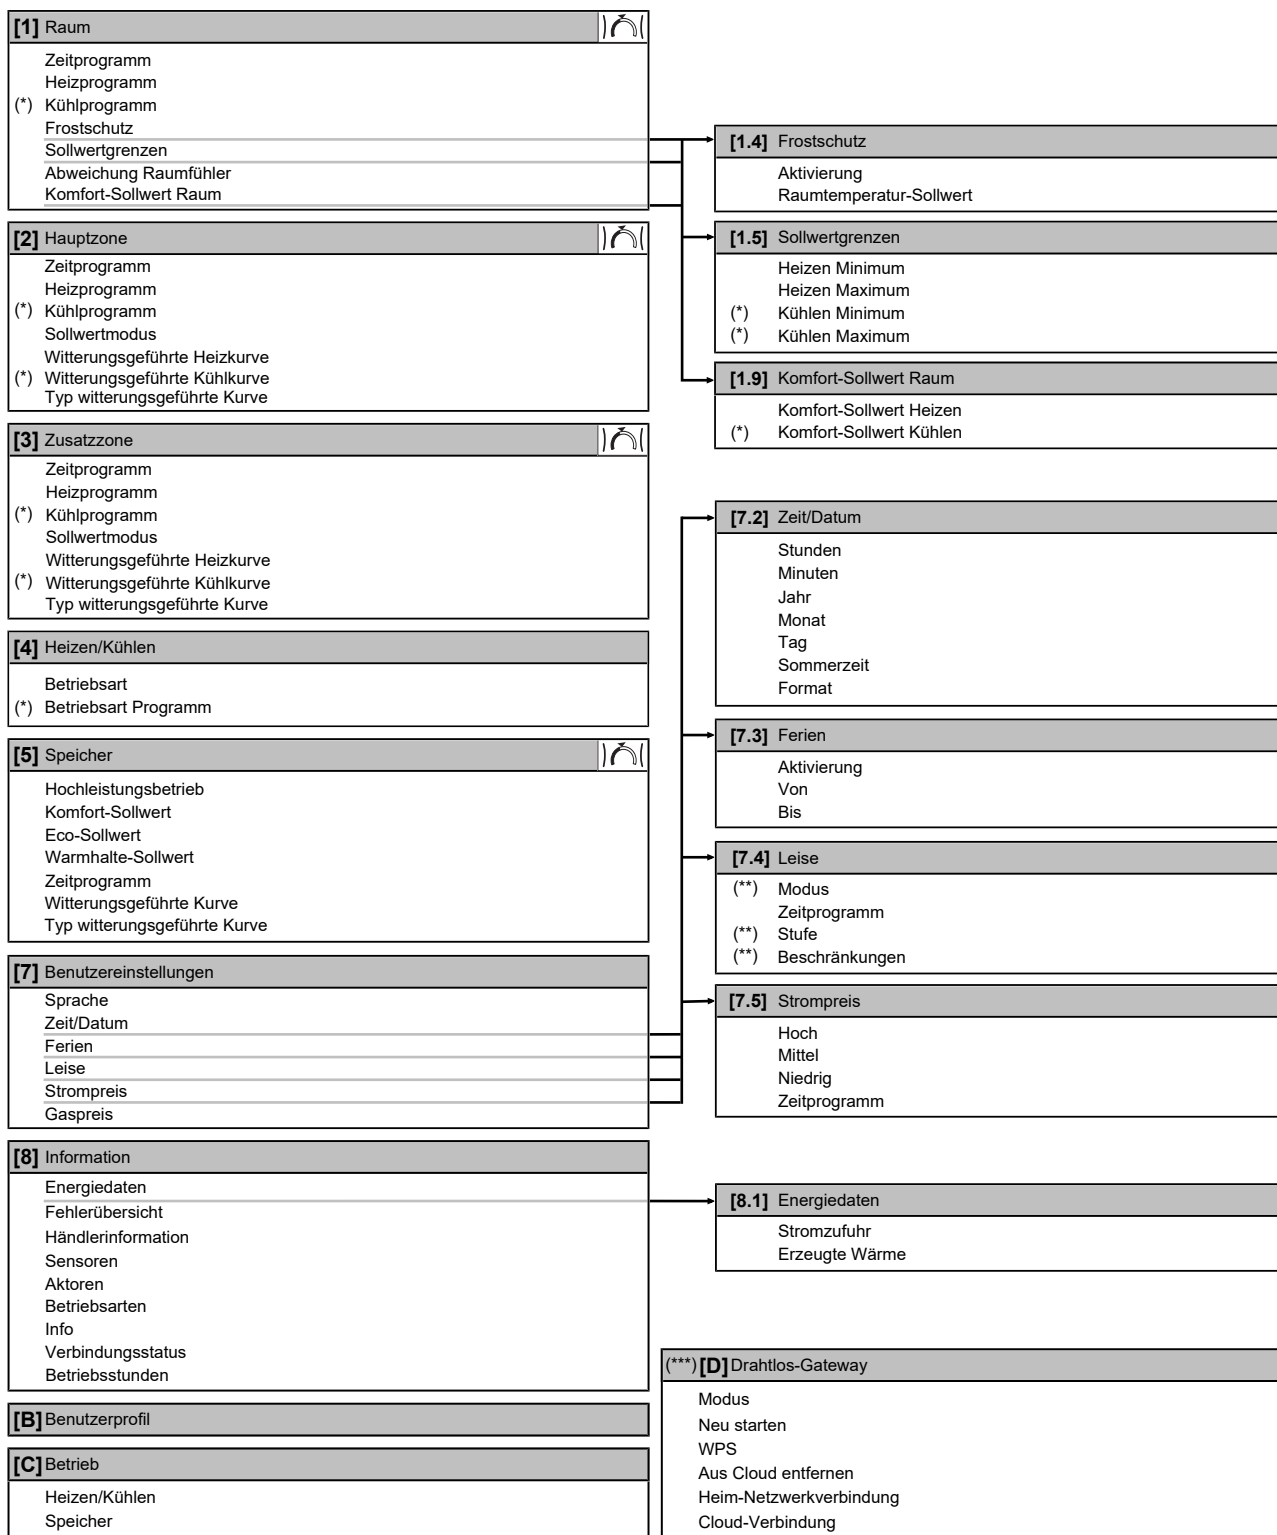 [1] Raum
Zeitprogramm
Heizprogramm
(*) Kühlprogramm
Frostschutz
Sollwertgrenzen
Abweichung Raumfühler
Komfort-Sollwert Raum
[2] Hauptzone
Zeitprogramm
Heizprogramm
(*) Kühlprogramm
Sollwertmodus
Witterungsgeführte Heizkurve
(*) Witterungsgeführte Kühlkurve
Typ witterungsgeführte Kurve
[3] Zusatzzone
Zeitprogramm
Heizprogramm
(*) Kühlprogramm
Sollwertmodus
Witterungsgeführte Heizkurve
(*) Witterungsgeführte Kühlkurve
Typ witterungsgeführte Kurve
[4] Heizen/Kühlen
Betriebsart
(*) Betriebsart Programm
[5] Speicher
Hochleistungsbetrieb
Komfort-Sollwert
Eco-Sollwert
Warmhalte-Sollwert
Zeitprogramm
Witterungsgeführte Kurve
Typ witterungsgeführte Kurve
[7] Benutzereinstellungen
Sprache
Zeit/Datum
Ferien
Leise
Strompreis
Gaspreis
[8] Information
Energiedaten
Fehlerübersicht
Händlerinformation
Sensoren
Aktoren
Betriebsarten
Info
Verbindungsstatus
Betriebsstunden
[B] Benutzerprofil
[C] Betrieb
Heizen/Kühlen
Speicher
[1.4] Frostschutz
Aktivierung
Raumtemperatur-Sollwert
[1.5] Sollwertgrenzen
Heizen Minimum
Heizen Maximum
(*) Kühlen Minimum
(*) Kühlen Maximum
[1.9] Komfort-Sollwert Raum
Komfort-Sollwert Heizen
(*) Komfort-Sollwert Kühlen
[7.2] Zeit/Datum
Stunden
Minuten
Jahr
Monat
Tag
Sommerzeit
Format
[7.3] Ferien
Aktivierung
Von
Bis
[7.4] Leise
(**) Modus
Zeitprogramm
(**) Stufe
(**) Beschränkungen
[7.5] Strompreis
Hoch
Mittel
Niedrig
Zeitprogramm
[8.1] Energiedaten
Stromzufuhr
Erzeugte Wärme
(***) [D] Drahtlos-Gateway
Modus
Neu starten
WPS
Aus Cloud entfernen
Heim-Netzwerkverbindung
Cloud-Verbindung